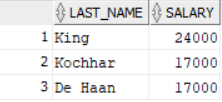 LAST_NAME SALARY
1 King 24000
2 Kochhar 17000
3 De Haan 17000